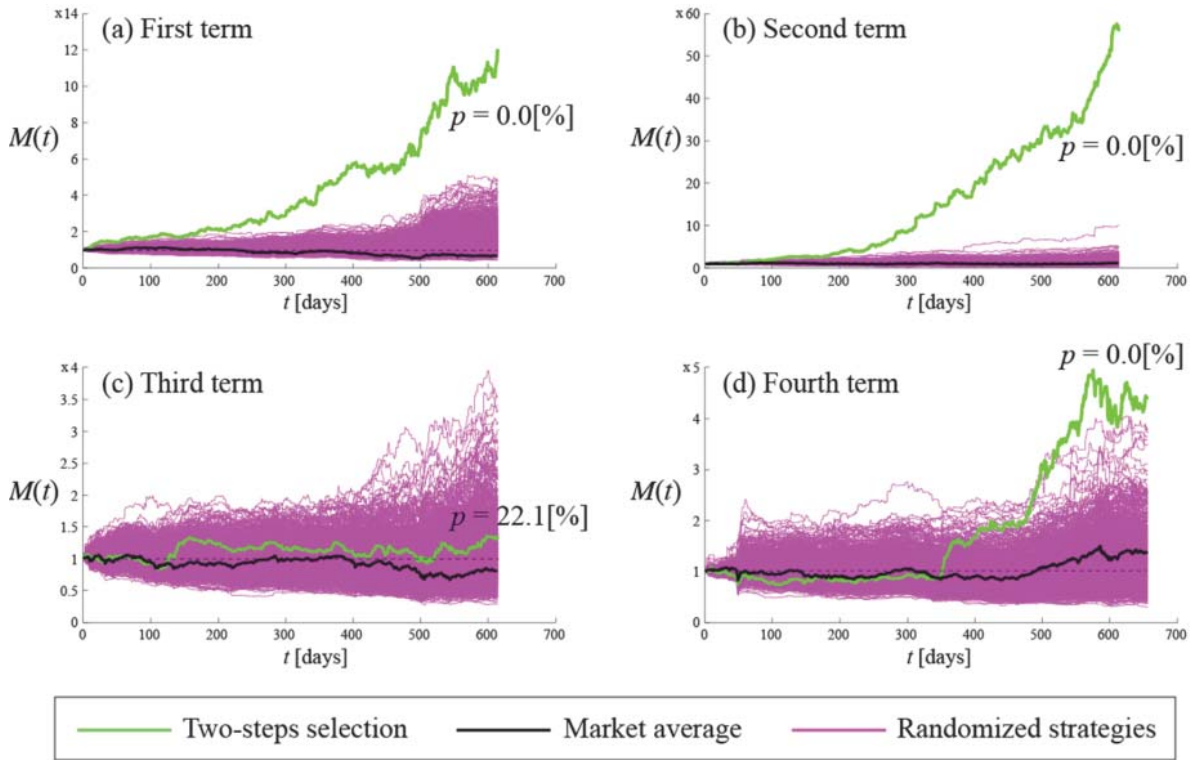 x14
(a) First term
12
10
8
6
4
2
0
M(t)
p = 0.0[%]
0 100 200 300 400 500 600 700
t [days]
x60
(b) Second term
50
40
30
20
10
0
M(t)
p = 0.0[%]
0 100 200 300 400 500 600 700
t [days]
x4
(c) Third term
3.5
3
2.5
2
1.5
1
0.5
0
M(t)
p = 22.1[%]
0 100 200 300 400 500 600 700
t [days]
x5
(d) Fourth term
p = 0.0[%]
4
3
2
1
0
M(t)
0 100 200 300 400 500 600 700
t [days]
Two-steps selection Market average Randomized strategies